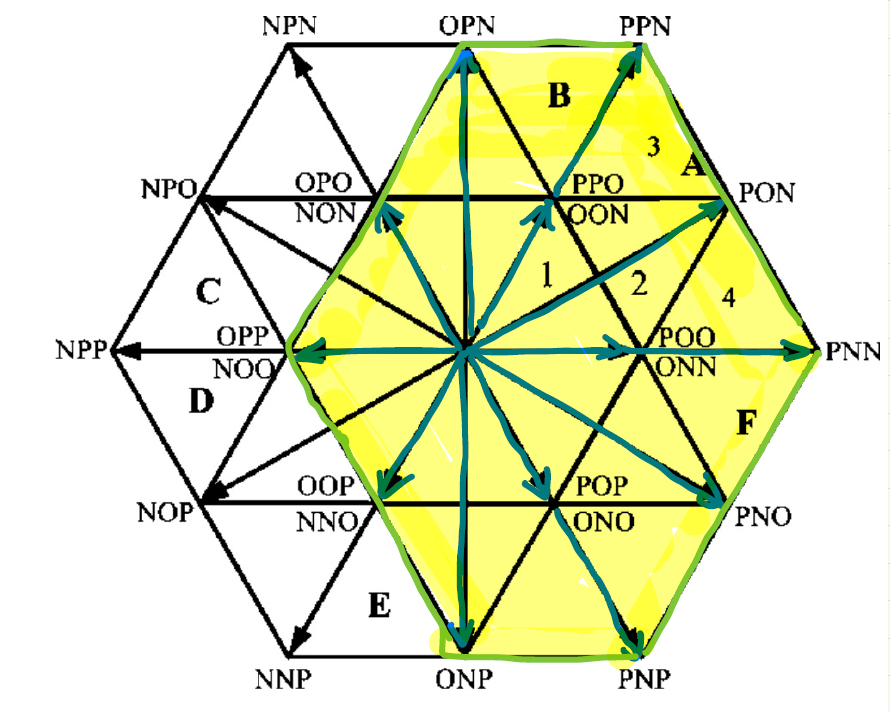 NPN OPN PPN
B
3 A
NPO OPO PPO PON
NON OON
1 2 4
C
OPP POO
NPP PNN
NOO ONN
D F
OOP POP
NOP PNO
NNO ONO
E
NNP ONP PNP